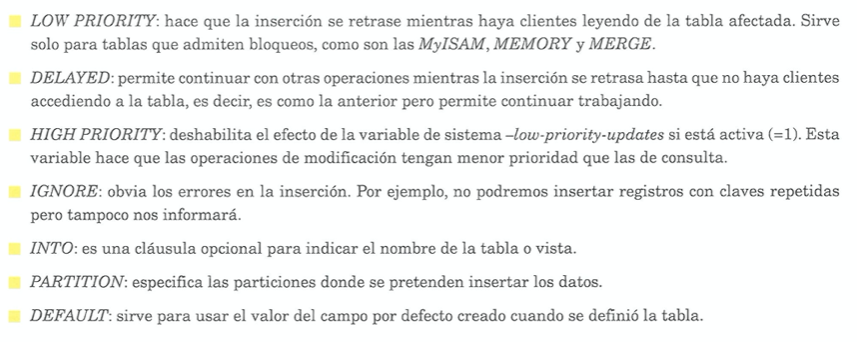 LOW PRIORITY: hace que la inserción se retrase mientras haya clientes leyendo de la tabla afectada. Sirve
solo para tablas que admiten bloqueos, como son las MyISAM, MEMORY y MERGE.
DELAYED: permite continuar con otras operaciones mientras la inserción se retrasa hasta que no haya clientes
accediendo a la tabla, es decir, es como la anterior pero permite continuar trabajando.
HIGH PRIORITY: deshabilita el efecto de la variable de sistema –low-priority-updates si está activa (=1). Esta
variable hace que las operaciones de modificación tengan menor prioridad que las de consulta.
IGNORE: obvia los errores en la inserción. Por ejemplo, no podremos insertar registros con claves repetidas
pero tampoco nos informará.
INTO: es una cláusula opcional para indicar el nombre de la tabla o vista.
PARTITION: especifica las particiones donde se pretenden insertar los datos.
DEFAULT: sirve para usar el valor del campo por defecto creado cuando se definió la tabla.